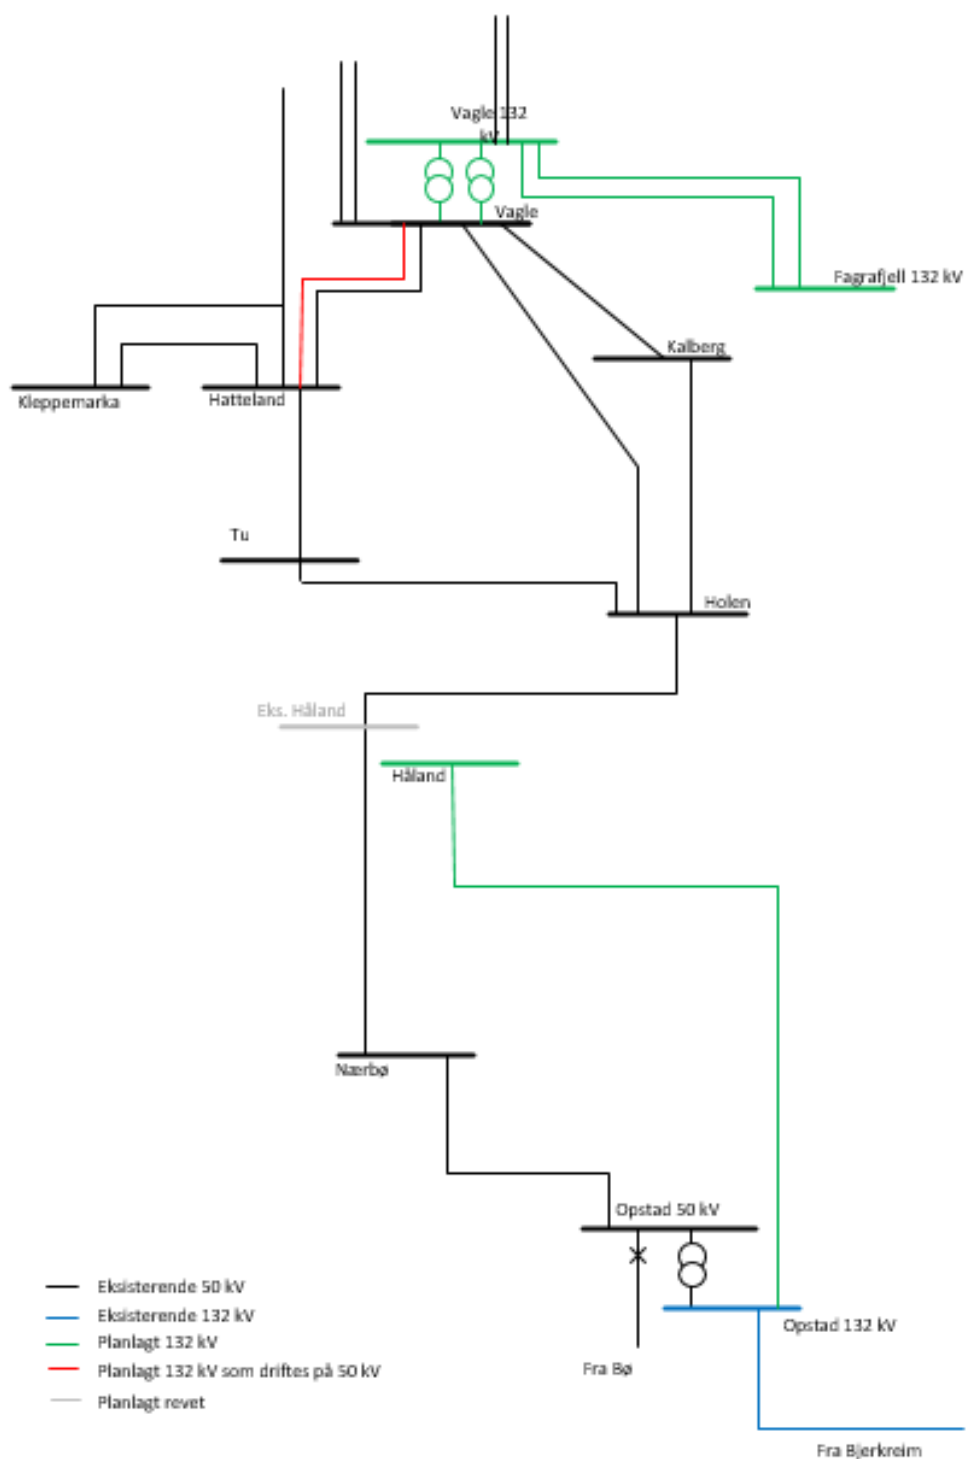 Vagle 132
kV
Vagle
Fagrafjell 132 kV
Kalberg
Kleppemarka
Hatteland
Tu
Holen
Eks. Håland
Håland
Nærbø
Opstad 50 kV
Eksisterende 50 kV
Eksisterende 132 kV
Opstad 132 kV
Planlagt 132 kV
Planlagt 132 kV som driftes på 50 kV
Fra Bø
Planlagt revet
Fra Bjerkreim